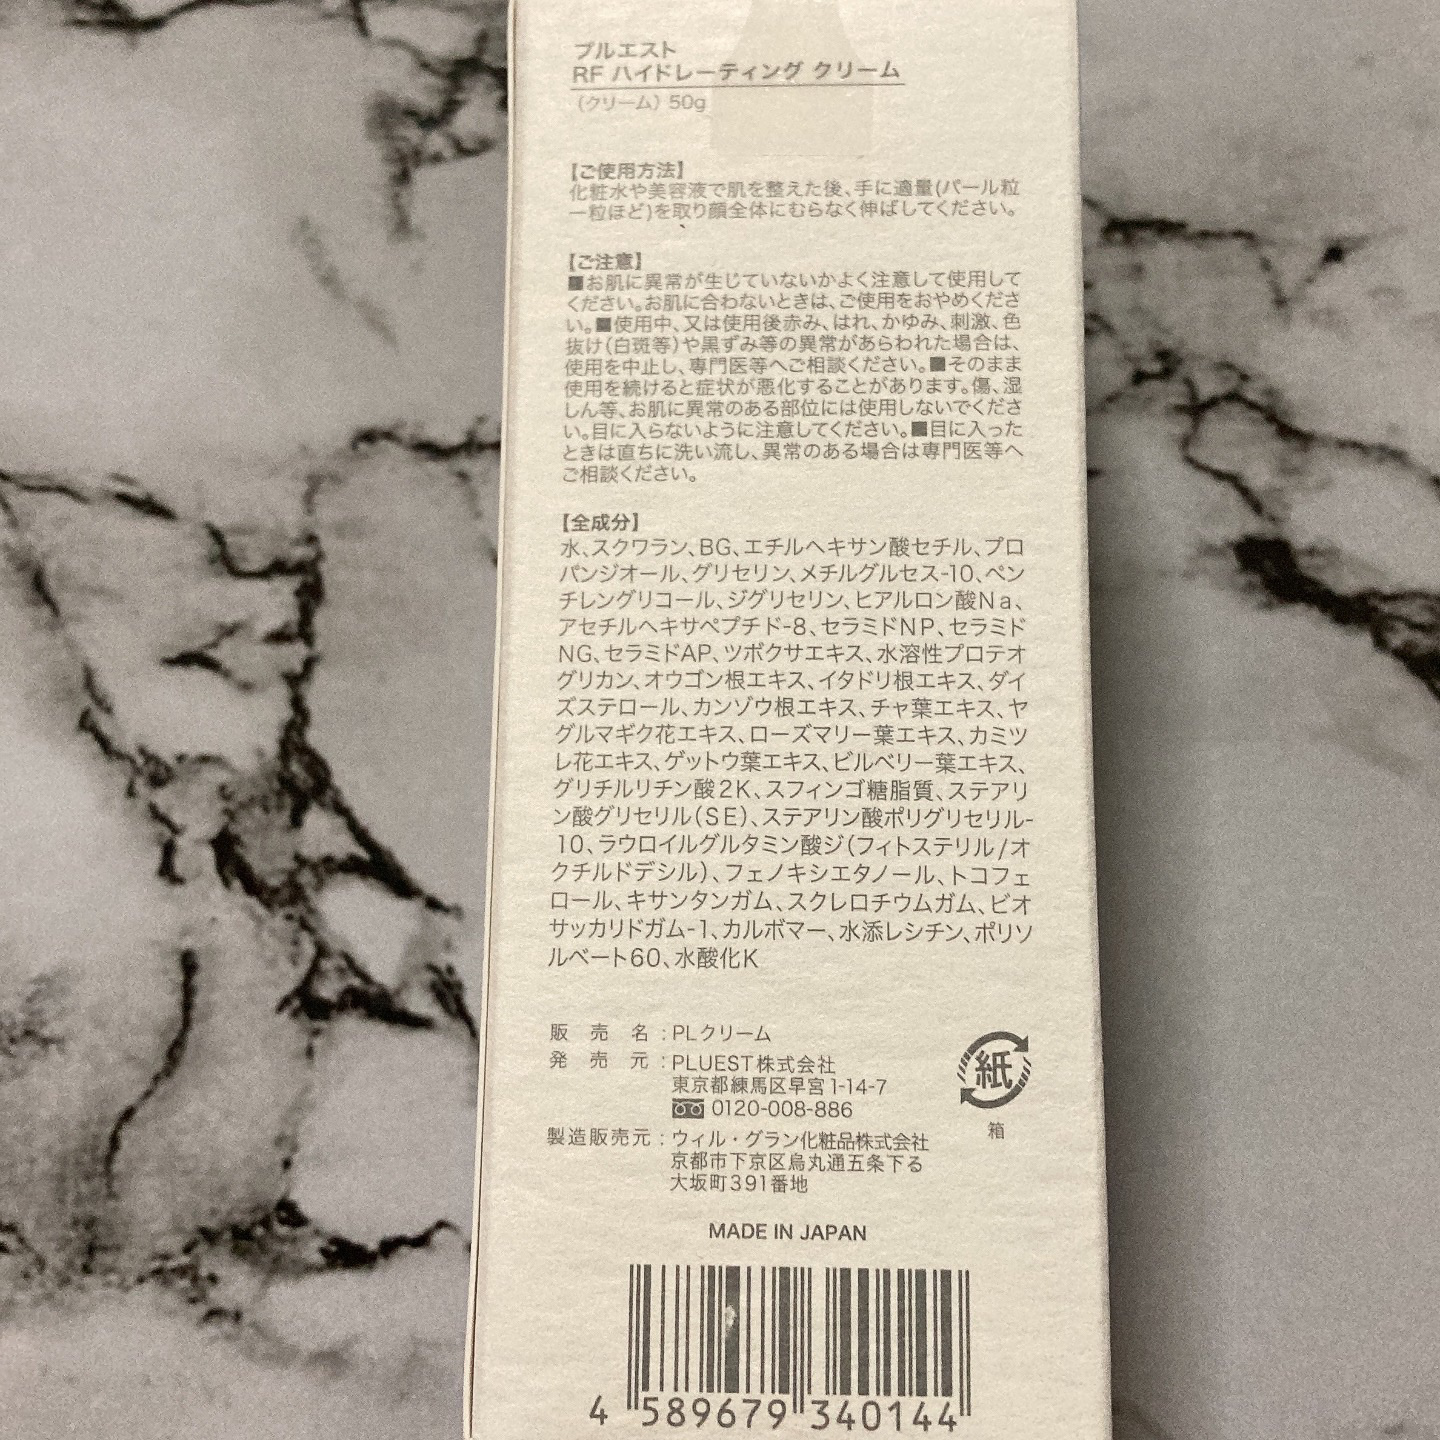 プルエスト
RF ハイドレーティング クリーム
（クリーム）50g
【ご使用方法】
化粧水や美容液で肌を整えた後、手に適量(パール粒
一粒ほど)を取り顔全体にむらなく伸ばしてください。
【ご注意】
■お肌に異常が生じていないかよく注意して使用して
ください。お肌に合わないときは、ご使用をおやめくださ
い。■使用中、又は使用後赤み、はれ、かゆみ、刺激、色
抜け（白斑等）や黒ずみ等の異常があらわれた場合は、
使用を中止し、専門医等へご相談ください。■そのまま
使用を続けると症状が悪化することがあります。傷、湿
しん等、お肌に異常のある部位には使用しないでくださ
い。目に入らないように注意してください。■目に入った
ときは直ちに洗い流し、異常のある場合は専門医等へ
ご相談ください。
【全成分】
水、スクワラン、BG、エチルヘキサン酸セチル、プロ
パンジオール、グリセリン、メチルグルセス-10、ペン
チレングリコール、ジグリセリン、ヒアルロン酸Na、
アセチルヘキサペプチド-8、セラミドNP、セラミド
NG、セラミドAP、ツボクサエキス、水溶性プロテオ
グリカン、オウゴン根エキス、イタドリ根エキス、ダイ
ズステロール、カンゾウ根エキス、チャ葉エキス、ヤ
グルマギク花エキス、ローズマリー葉エキス、カミツ
レ花エキス、ゲットウ葉エキス、ビルベリー葉エキス、
グリチルリチン酸2K、スフィンゴ糖脂質、ステアリ
ン酸グリセリル（SE）、ステアリン酸ポリグリセリル-
10、ラウロイルグルタミン酸ジ（フィトステリル/オ
クチルドデシル）、フェノキシエタノール、トコフェ
ロール、キサンタンガム、スクレロチウムガム、ビオ
サッカリドガム-1、カルボマー、水添レシチン、ポリソ
ルベート60、水酸化K
販売名：PLクリーム
発売元：PLUEST株式会社
東京都練馬区早宮1-14-7
0120-008-886
製造販売元：ウィル・グラン化粧品株式会社
京都市下京区烏丸通五条下る
大坂町391番地
紙
箱
MADE IN JAPAN
4 589679 340144